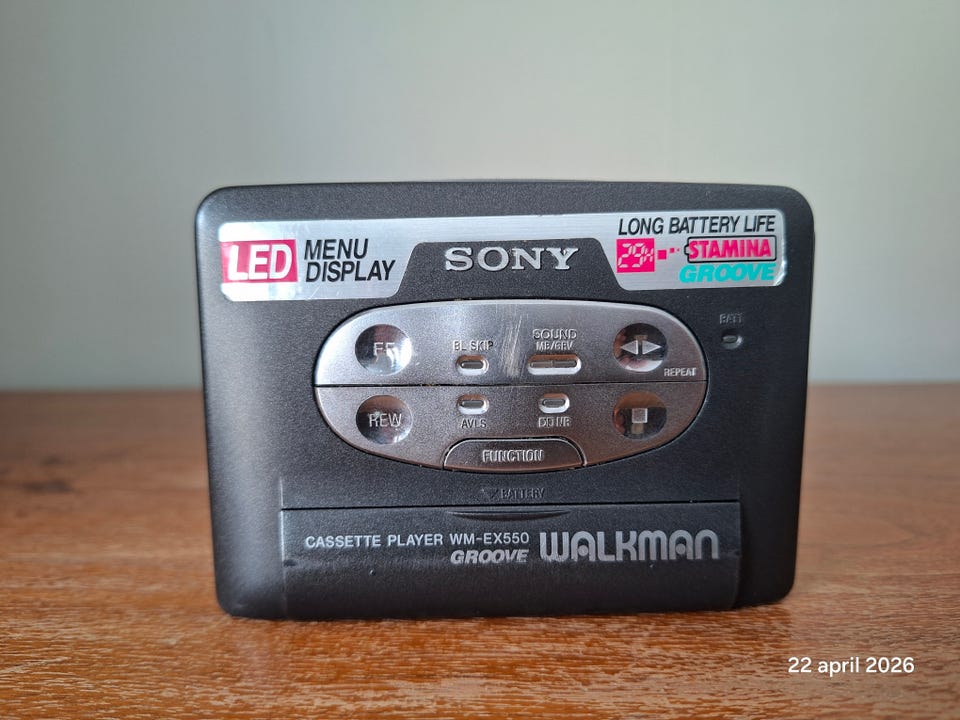 LED MENU DISPLAY
SONY
LONG BATTERY LIFE
29H STAMINA
GROOVE
BATT
FF
BL SKIP
SOUND
MB/GRV
REPEAT
REW
AVLS
DD NR
FUNCTION
BATTERY
CASSETTE PLAYER WM-EX550
GROOVE WALKMAN
22 april 2026